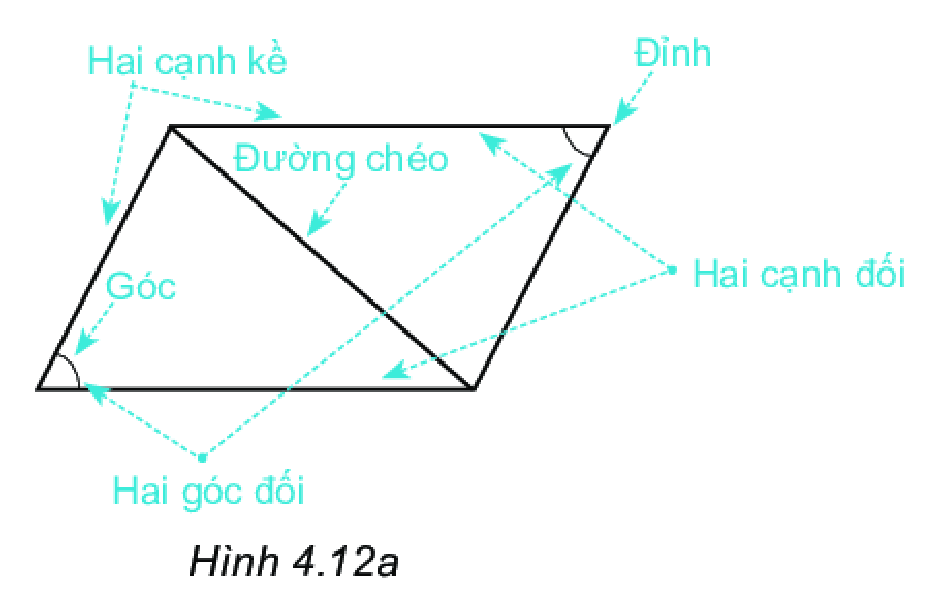 Đỉnh
Hai cạnh kề
Đường chéo
Hai cạnh đối
Góc
Hai góc đối
Hình 4.12a